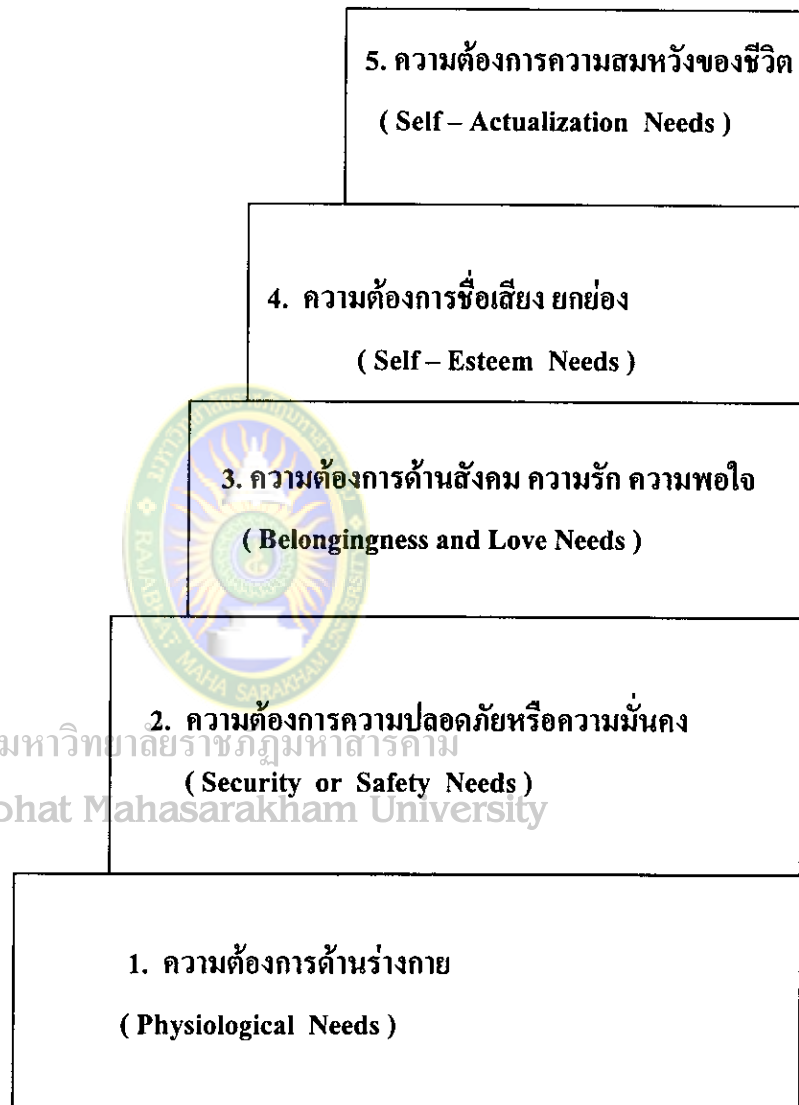 5. ความต้องการความสมหวังของชีวิต
( Self – Actualization Needs )
4. ความต้องการชื่อเสียง ยกย่อง
( Self – Esteem Needs )
3. ความต้องการด้านสังคม ความรัก ความพอใจ
( Belongingness and Love Needs )
RAJABHAT MAHA SARAKHAM UNIVERSITY
2. ความต้องการความปลอดภัยหรือความมั่นคง
มหาวิทยาลัยราชภัฏมหาสารคาม
( Security or Safety Needs )
Mahasarakham University
1. ความต้องการด้านร่างกาย
( Physiological Needs )